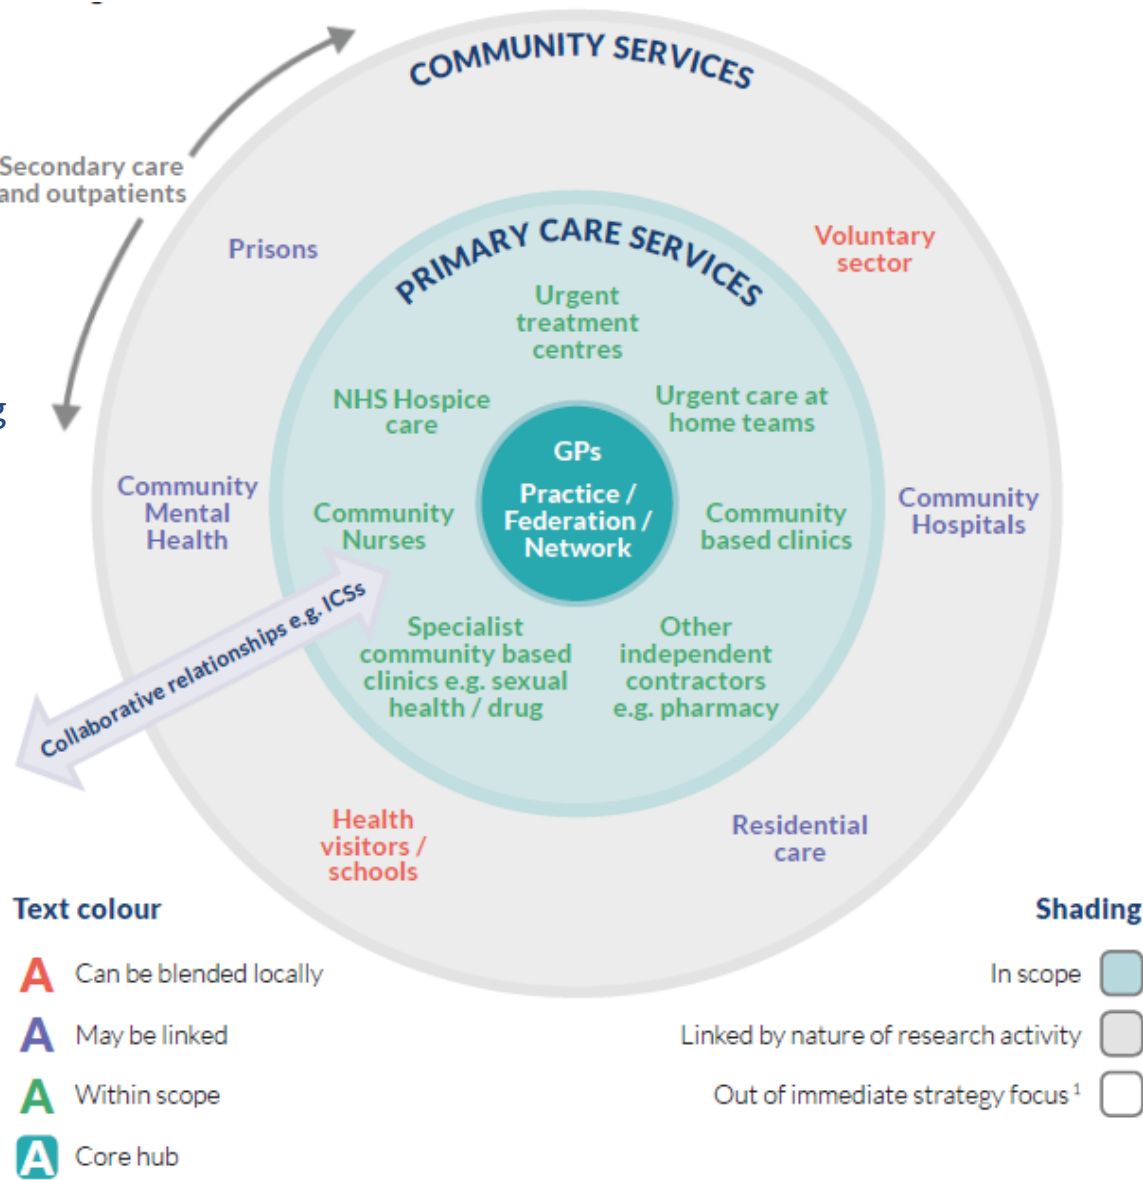 COMMUNITY SERVICES
Secondary care
and outpatients
Prisons
Voluntary
sector
PRIMARY CARE SERVICES
Urgent
treatment
centres
NHS Hospice
care
Urgent care at
home teams
GPs
Practice /
Federation /
Network
Community
Mental
Health
Community
Nurses
Community
based clinics
Community
Hospitals
Collaborative relationships e.g. ICSs
Specialist
community based
clinics e.g. sexual
health / drug
Other
independent
contractors
e.g. pharmacy
Health
visitors /
schools
Residential
care
Text colour
A Can be blended locally
A May be linked
A Within scope
A Core hub
Shading
In scope
Linked by nature of research activity
Out of immediate strategy focus ¹